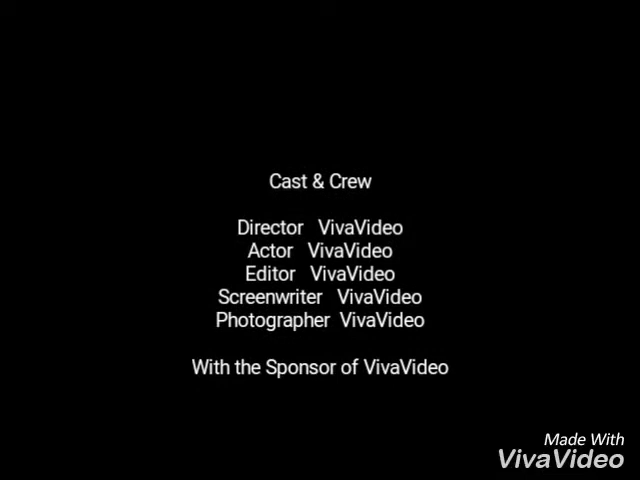 Cast & Crew
Director VivaVideo
Actor VivaVideo
Editor VivaVideo
Screenwriter VivaVideo
Photographer VivaVideo
With the Sponsor of VivaVideo
Made With
VivaVideo